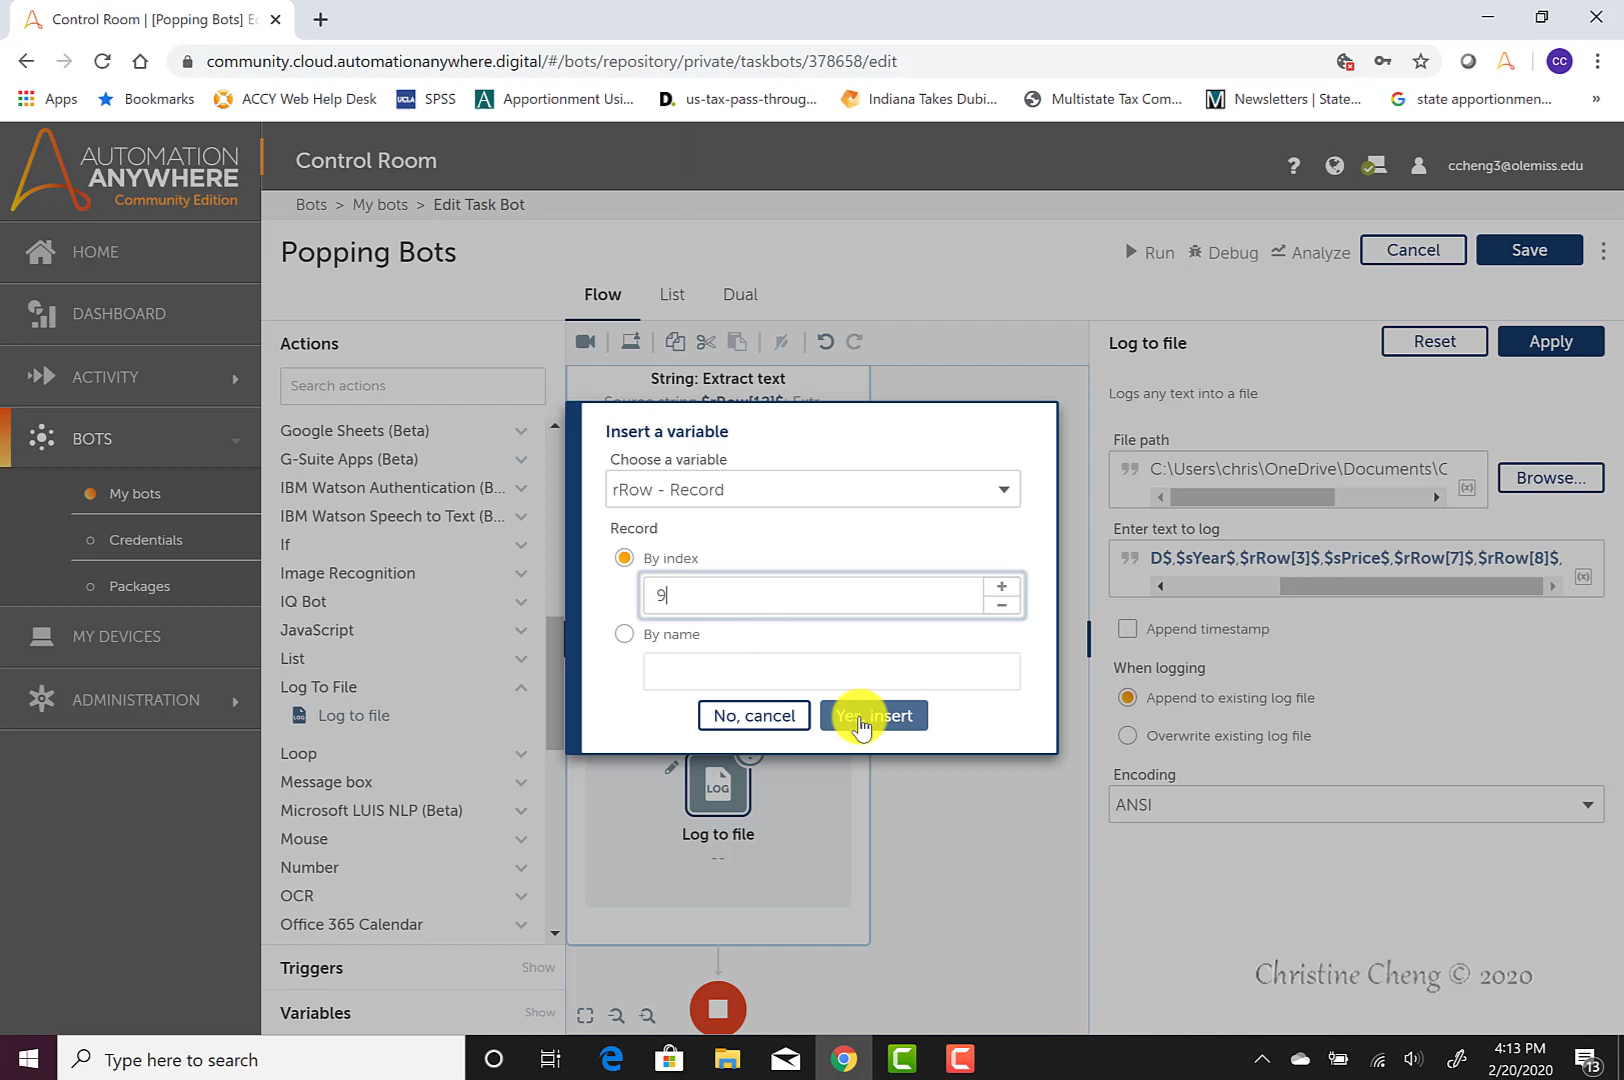 Control Room | [Popping Bots] Ec
community.cloud.automationanywhere.digital/#/bots/repository/private/taskbots/378658/edit
CC
Apps
Bookmarks
ACCY Web Help Desk
UCLA
SPSS
Apportionment Usi...
us-tax-pass-throug...
Indiana Takes Dubi...
Multistate Tax Com...
Newsletters | State...
state apportionmen...
»
AUTOMATION
ANYWHERE
Community Edition
Control Room
ccheng3@olemiss.edu
Bots > My bots > Edit Task Bot
HOME
DASHBOARD
ACTIVITY
BOTS
My bots
Credentials
Packages
MY DEVICES
ADMINISTRATION
Popping Bots
Run
Debug
Analyze
Cancel
Save
Flow
List
Dual
Actions
Search actions
Google Sheets (Beta)
G-Suite Apps (Beta)
IBM Watson Authentication (B...
IBM Watson Speech to Text (B...
If
Image Recognition
IQ Bot
JavaScript
List
Log To File
Log to file
Loop
Message box
Microsoft LUIS NLP (Beta)
Mouse
Number
OCR
Office 365 Calendar
Triggers
Show
Variables
Show
String: Extract text
Insert a variable
Choose a variable
rRow - Record
Record
By index
9
By name
No, cancel
Yes, insert
LOG
Log to file
--
Log to file
Reset
Apply
Logs any text into a file
File path
C:\Users\chris\OneDrive\Documents\C
(x)
Browse...
Enter text to log
D$,$sYear$,$rRow[3]$,$sPrice$,$rRow[7]$,$rRow[8]$,
(x)
Append timestamp
When logging
Append to existing log file
Overwrite existing log file
Encoding
ANSI
Christine Cheng © 2020
Type here to search
4:13 PM
2/20/2020
13